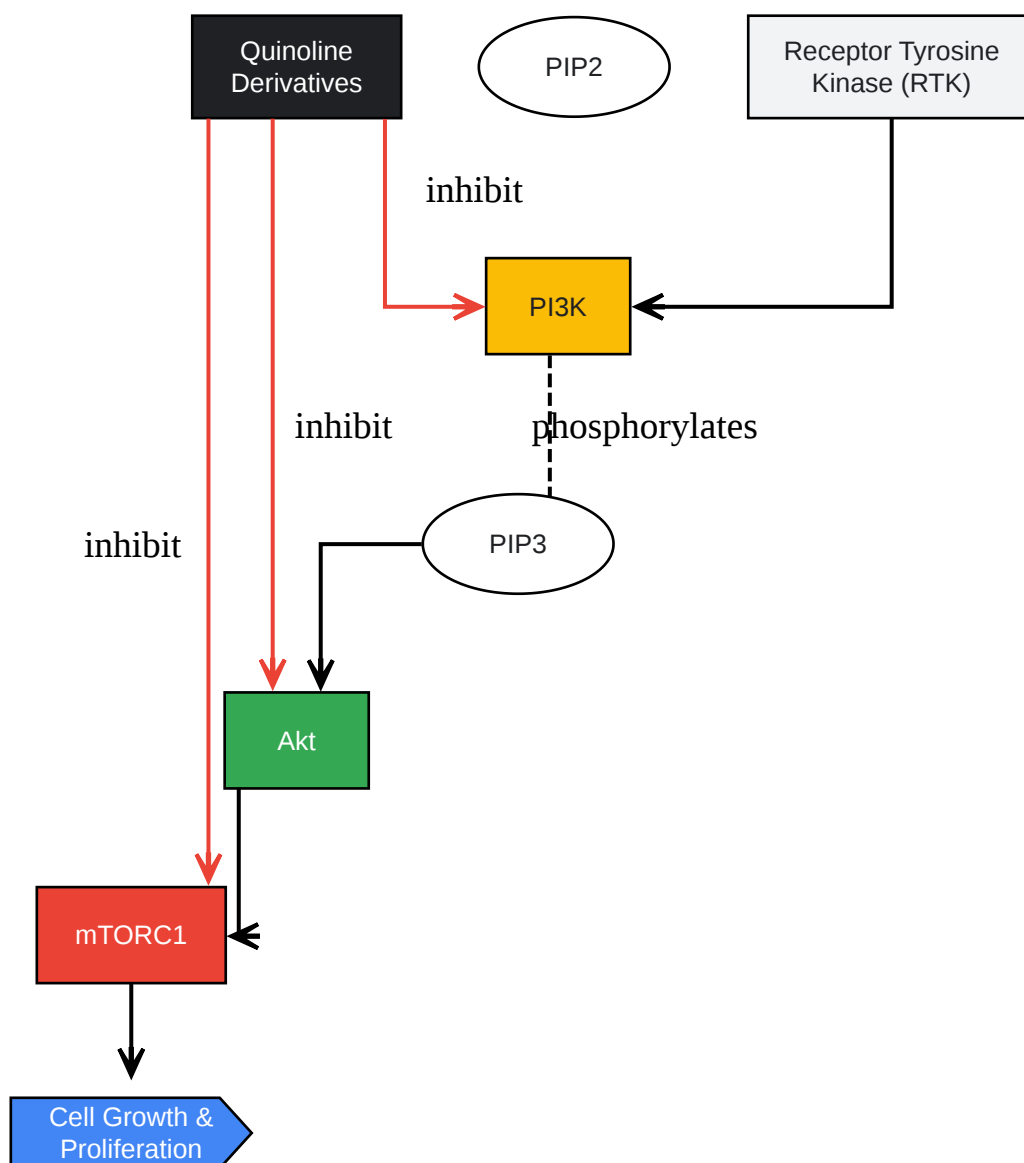 Quinoline
Derivatives
PIP2
Receptor Tyrosine
Kinase (RTK)
inhibit
PI3K
inhibit
phosphorylates
inhibit
PIP3
Akt
mTORC1
Cell Growth &
Proliferation